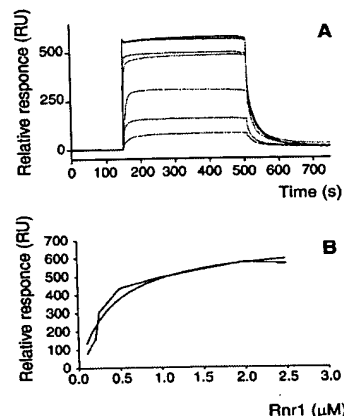 A
Relative responce (RU)
500
250
0
0 100 200 300 400 500 600 700
Time (s)
B
Relative responce (RU)
700
600
500
400
300
200
100
0
0.0 0.5 1.0 1.5 2.0 2.5 3.0
Rnr1 (μM)